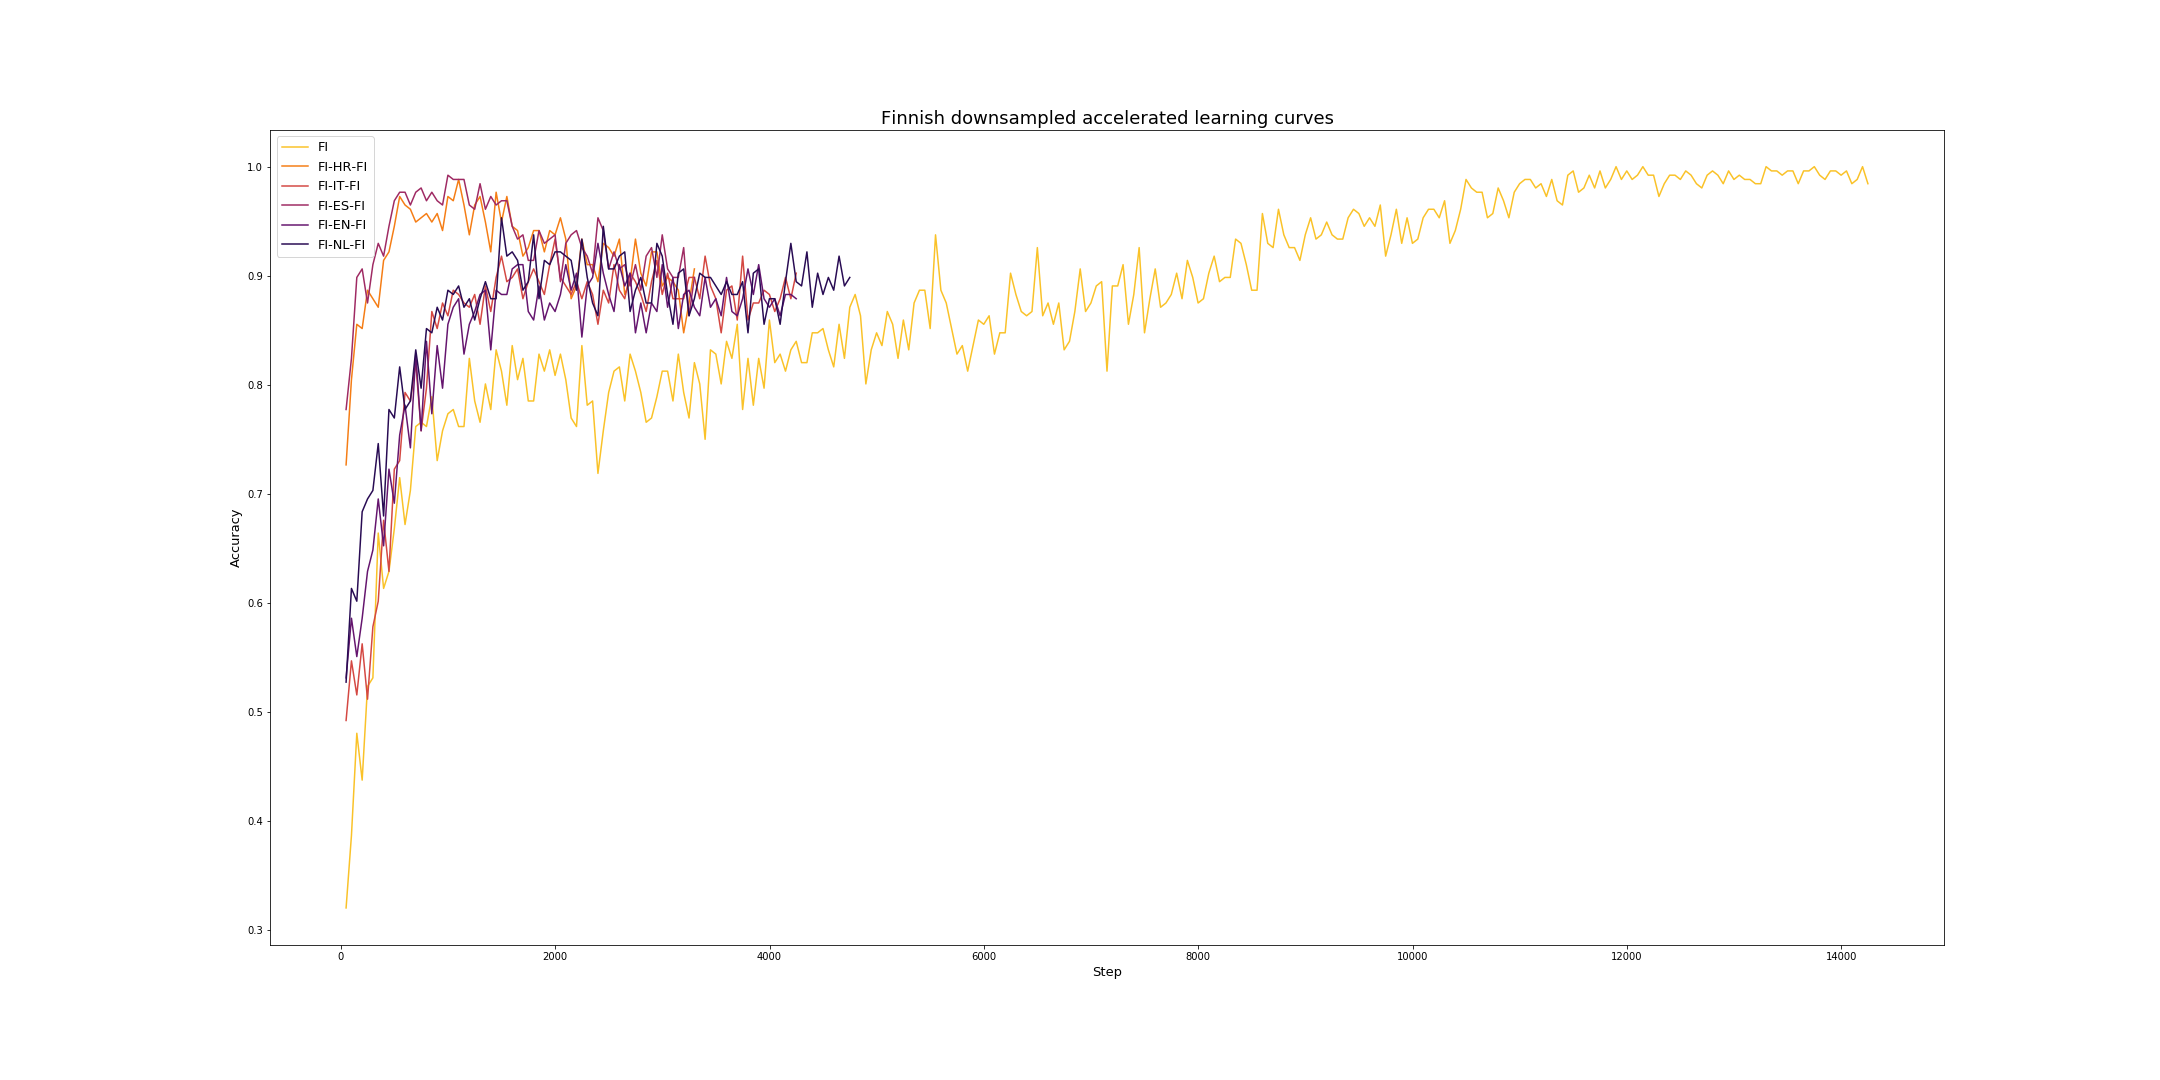 Finnish downsampled accelerated learning curves
FI
FI-HR-FI
FI-IT-FI
FI-ES-FI
FI-EN-FI
FI-NL-FI
1.0
0.9
0.8
0.7
0.6
0.5
0.4
0.3
Accuracy
0 2000 4000 6000 8000 10000 12000 14000
Step